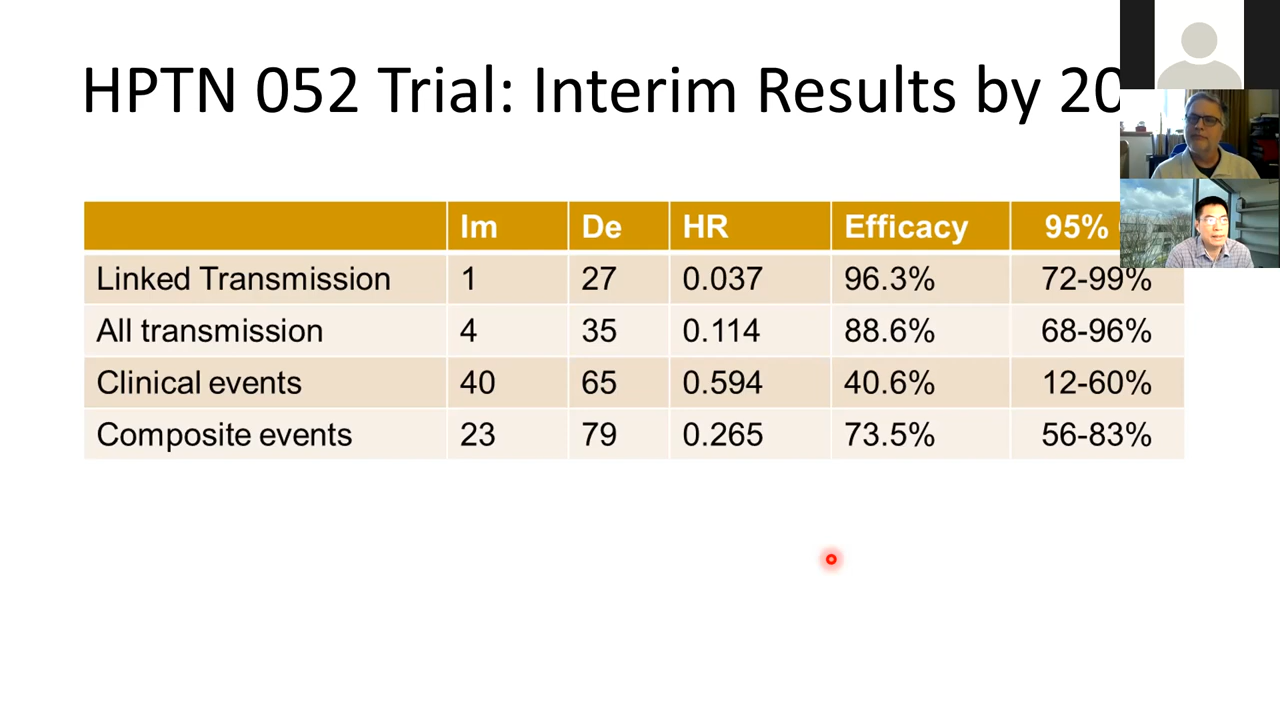 HPTN 052 Trial: Interim Results by 20
Im De HR Efficacy 95%
Linked Transmission 1 27 0.037 96.3% 72-99%
All transmission 4 35 0.114 88.6% 68-96%
Clinical events 40 65 0.594 40.6% 12-60%
Composite events 23 79 0.265 73.5% 56-83%